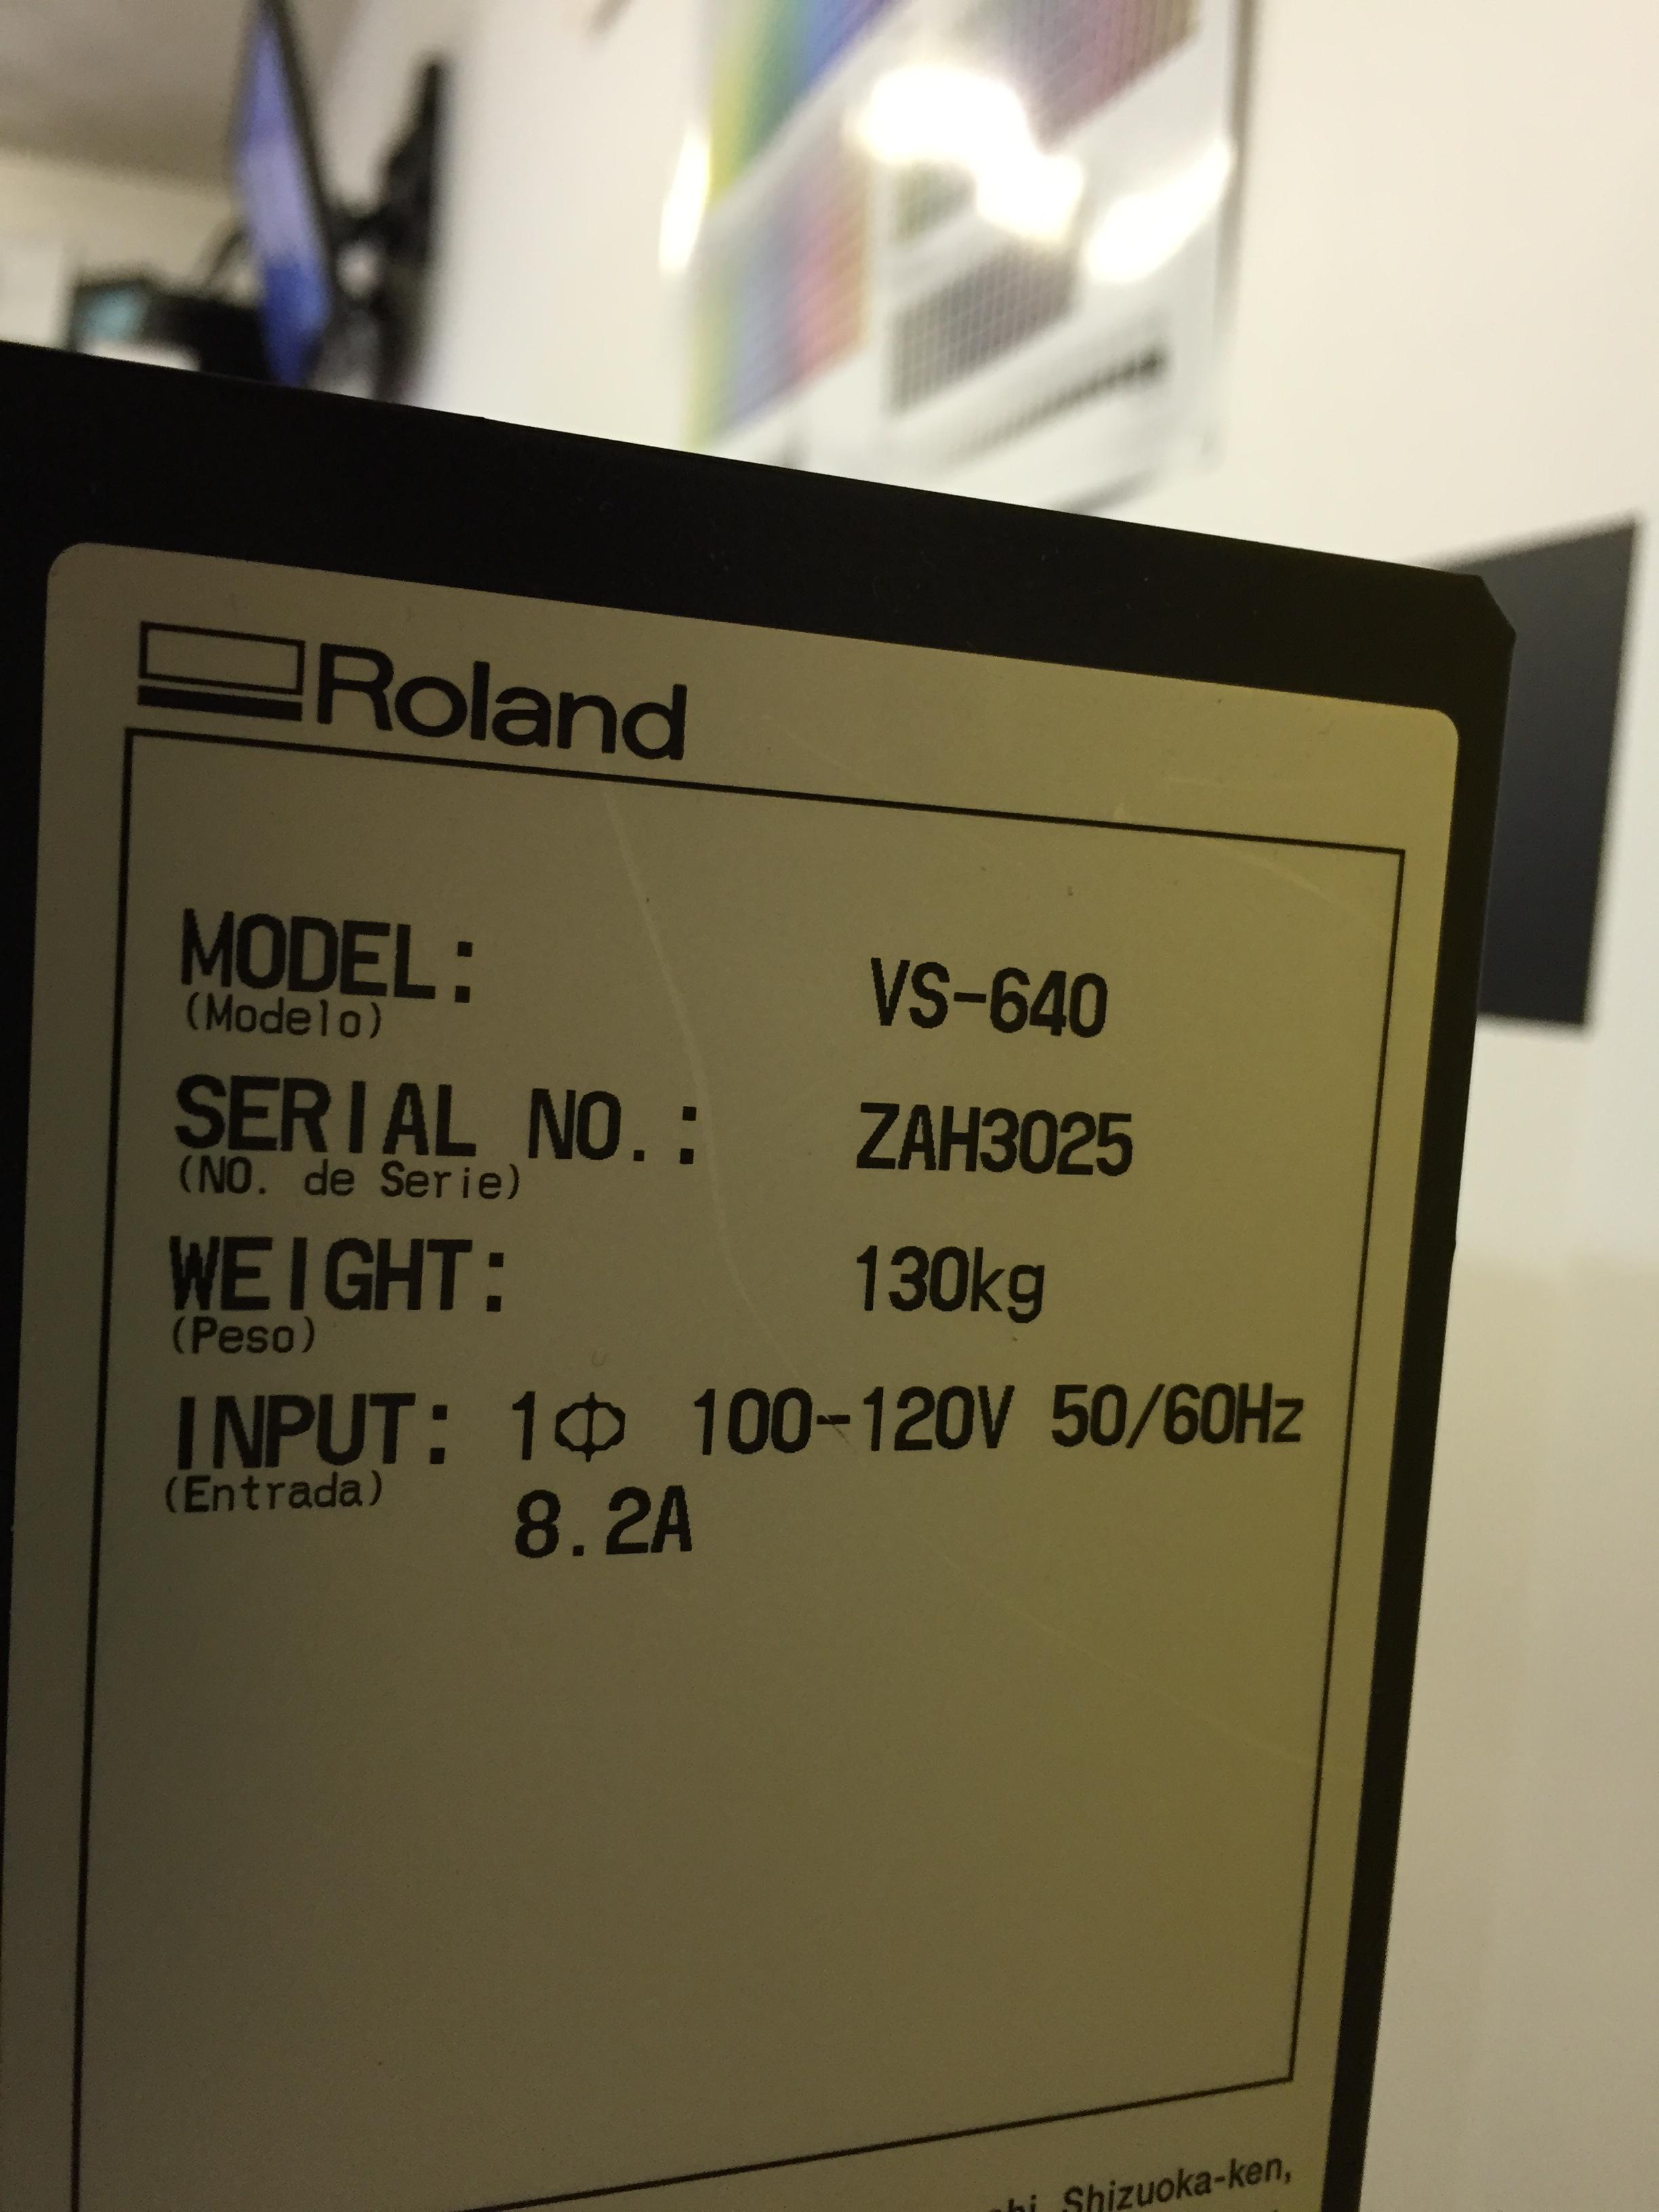 Roland
MODEL: VS-640
(Modelo)
SERIAL NO.: ZAH3025
(NO. de Serie)
WEIGHT: 130kg
(Peso)
INPUT: 1Φ 100-120V 50/60Hz
(Entrada)
8.2A
Shizuoka-ken,